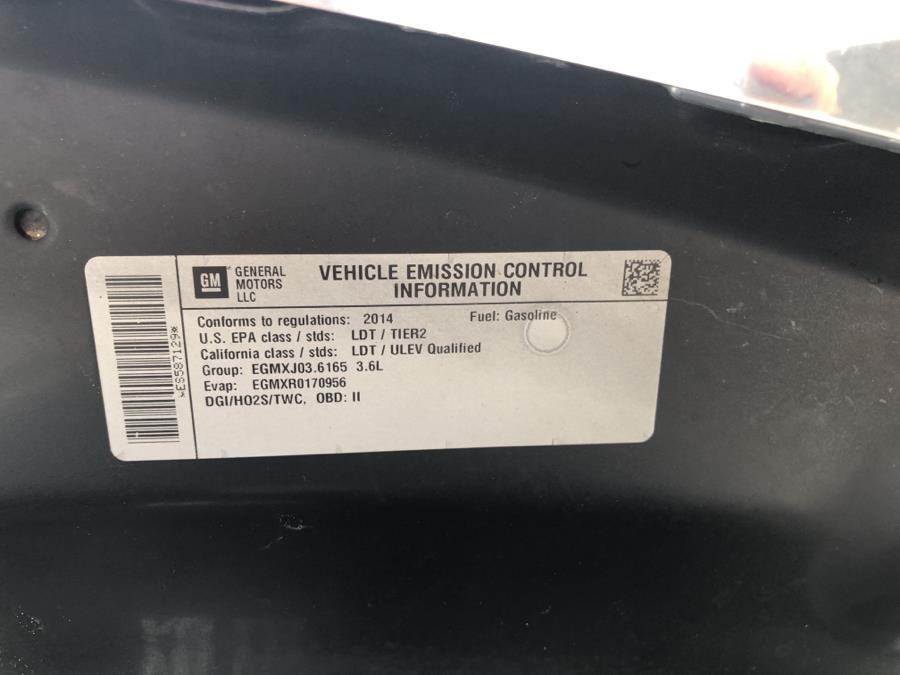 GM GENERAL
MOTORS
LLC
VEHICLE EMISSION CONTROL
INFORMATION
Conforms to regulations: 2014 Fuel: Gasoline
U.S. EPA class / stds: LDT / TIER2
California class / stds: LDT / ULEV Qualified
Group: EGMXJ03.6165 3.6L
Evap: EGMXR0170956
DGI/HO2S/TWC, OBD: II
*ES587129*